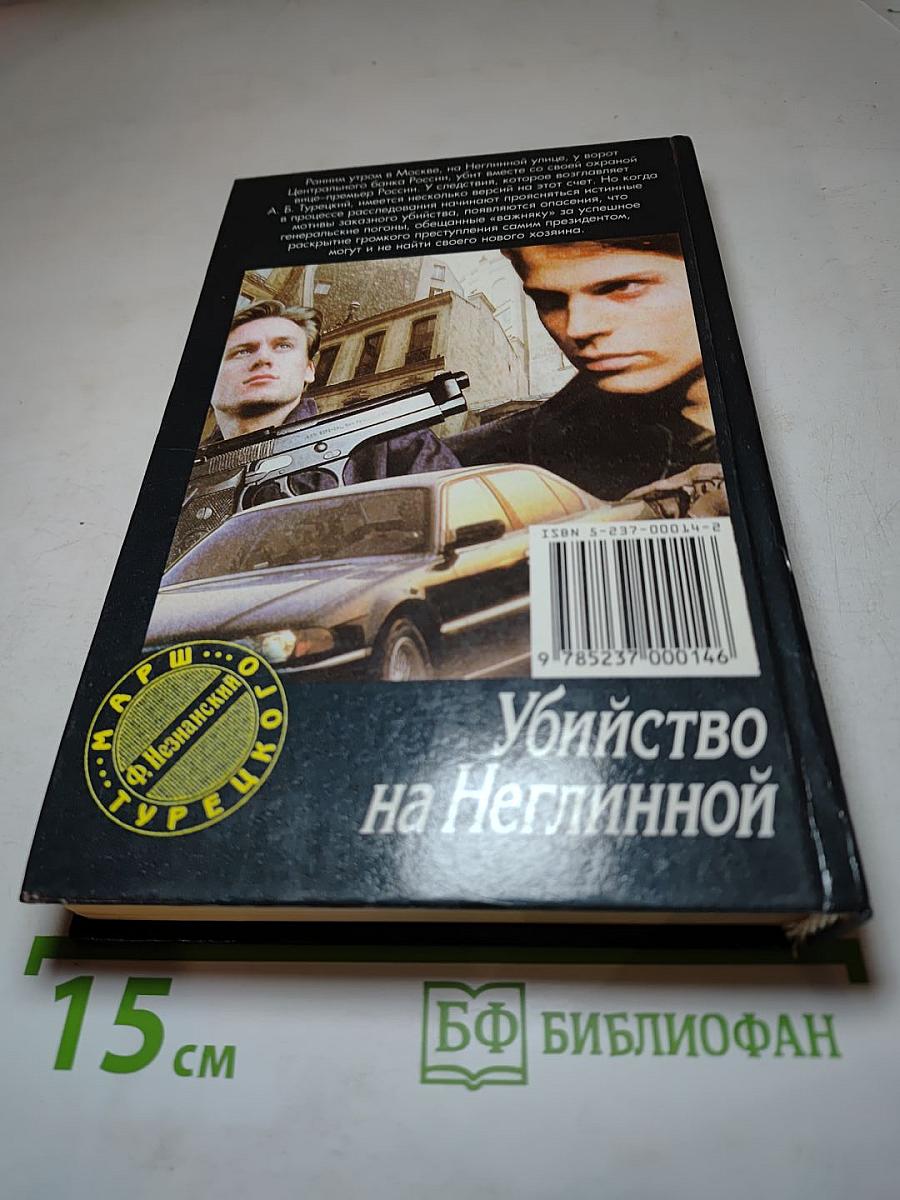 Ранним утром в Москве, на Неглинной улице, у ворот
Центрального банка России, убит вместе со своей охраной
вице-премьер России. У следствия, которое возглавляет
А. Б. Турецкий, имеется несколько версий на этот счет. Но когда
в процессе расследования начинают проясняться истинные
мотивы заказного убийства, появляются опасения, что
генеральские погоны, обещанные «важняку» за успешное
раскрытие громкого преступления самим президентом,
могут и не найти своего нового хозяина.
ISBN 5-237-00014-2
9 785237 000146
...МАРШ...
ТУРЕЦКОГО
Ф. Незнанский
Убийство
на Неглинной
15 см
БФ БИБЛИОФАН